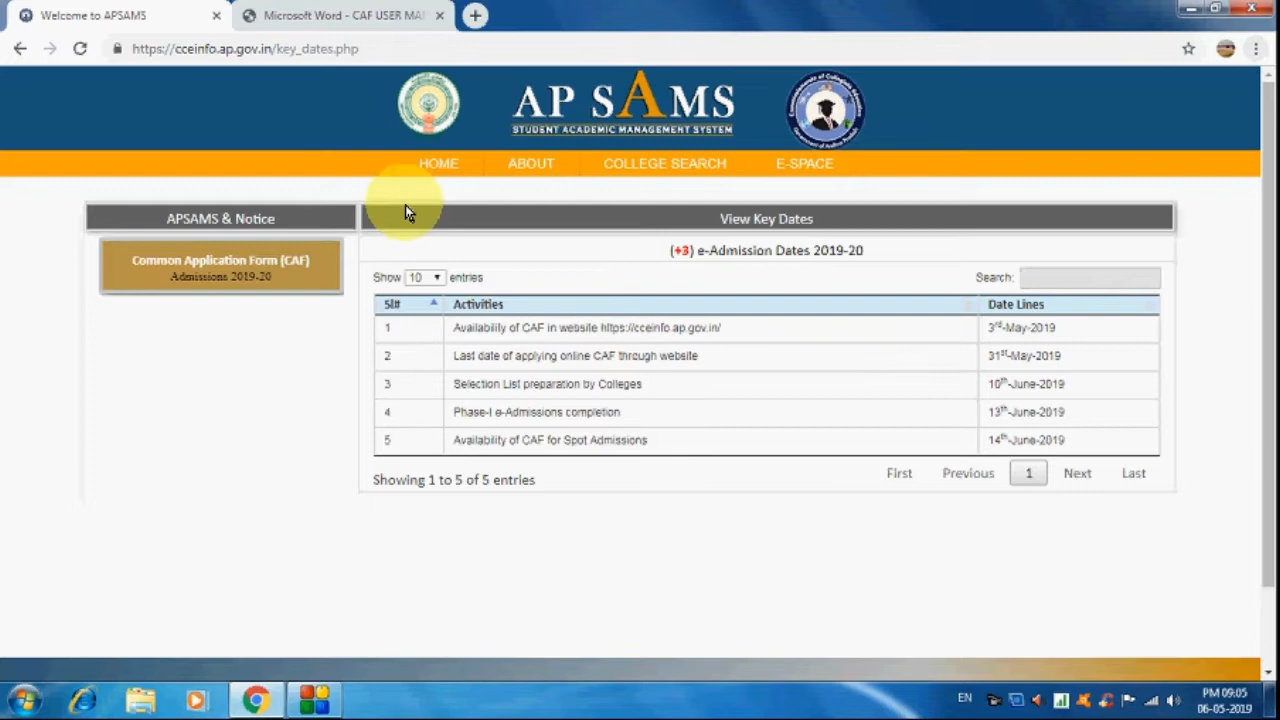 Welcome to APSAMS
Microsoft Word - CAF USER MAN
https://cceinfo.ap.gov.in/key_dates.php
AP SAMS
STUDENT ACADEMIC MANAGEMENT SYSTEM
HOME ABOUT COLLEGE SEARCH E-SPACE
APSAMS & Notice
Common Application Form (CAF)
Admissions 2019-20
View Key Dates
(+3) e-Admission Dates 2019-20
Show 10 entries Search:
Sl# Activities Date Lines
1 Availability of CAF in website https://cceinfo.ap.gov.in/ 3rd-May-2019
2 Last date of applying online CAF through website 31st-May-2019
3 Selection List preparation by Colleges 10th-June-2019
4 Phase-I e-Admissions completion 13th-June-2019
5 Availability of CAF for Spot Admissions 14th-June-2019
Showing 1 to 5 of 5 entries First Previous 1 Next Last
EN
PM 09:05
06-05-2019